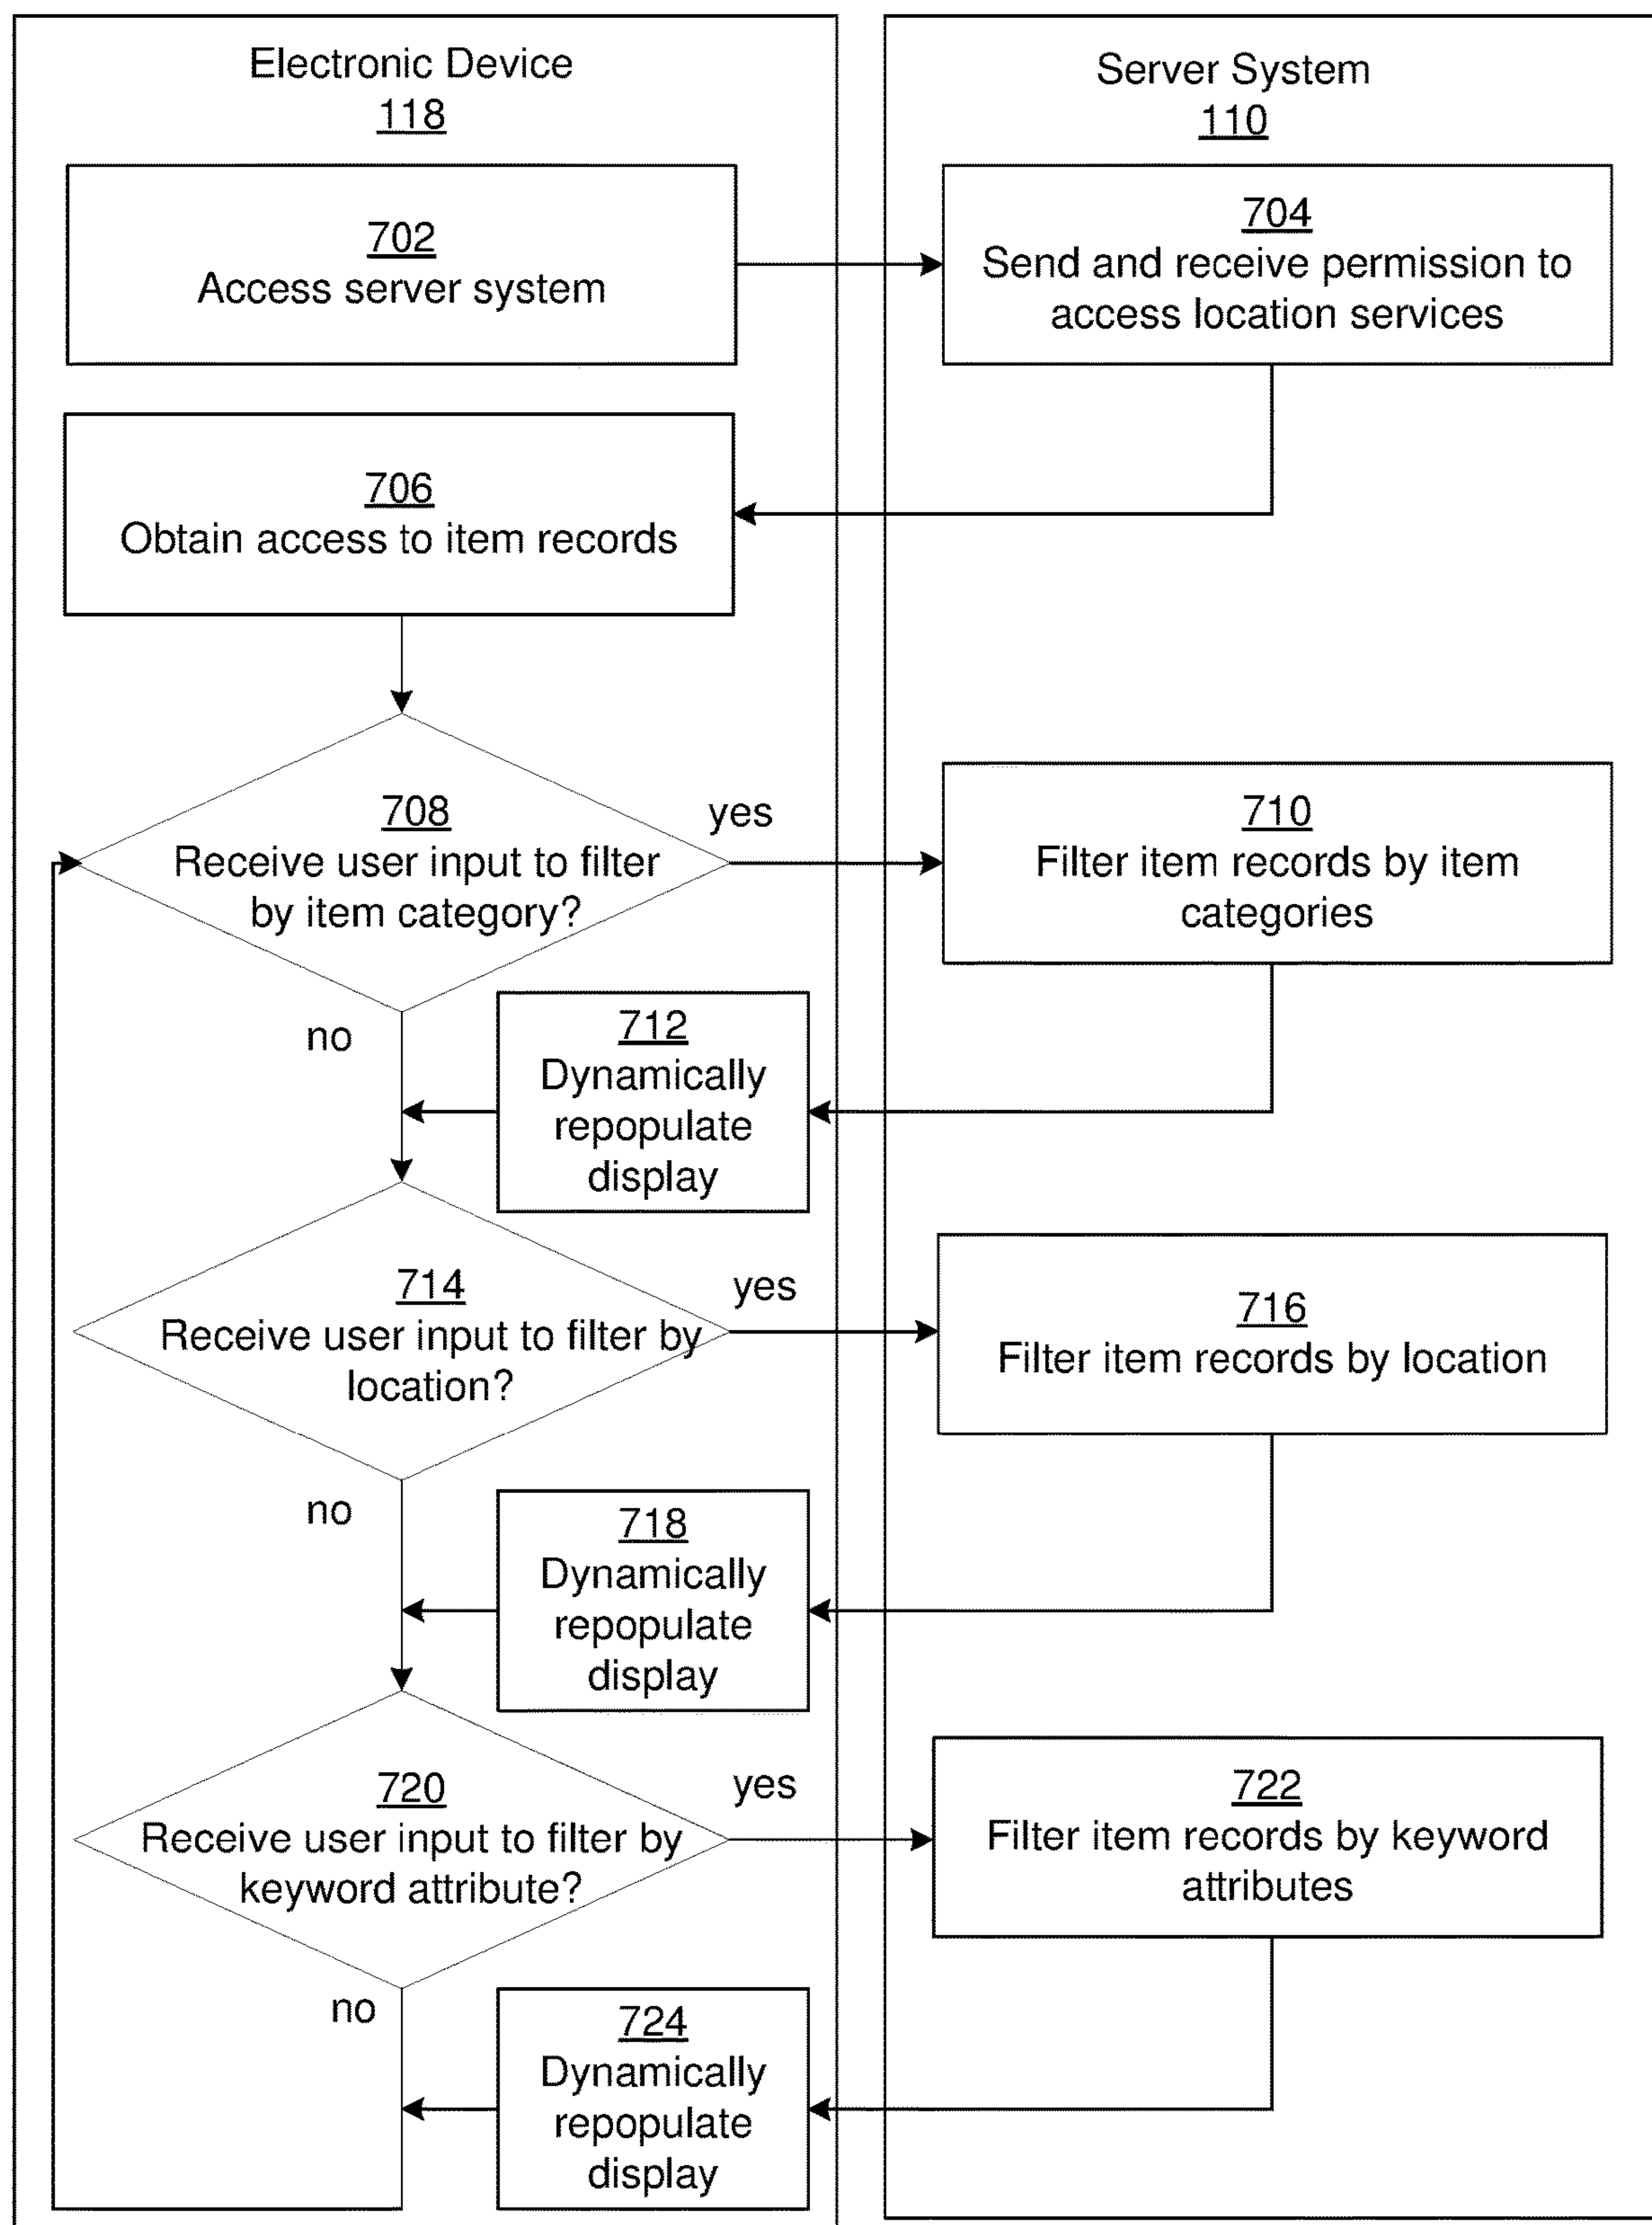 Electronic Device
118
Server System
110
702
Access server system
704
Send and receive permission to
access location services
706
Obtain access to item records
708
Receive user input to filter
by item category?
yes
710
Filter item records by item
categories
no
712
Dynamically
repopulate
display
714
Receive user input to filter by
location?
yes
716
Filter item records by location
no
718
Dynamically
repopulate
display
720
Receive user input to filter by
keyword attribute?
yes
722
Filter item records by keyword
attributes
no
724
Dynamically
repopulate
display